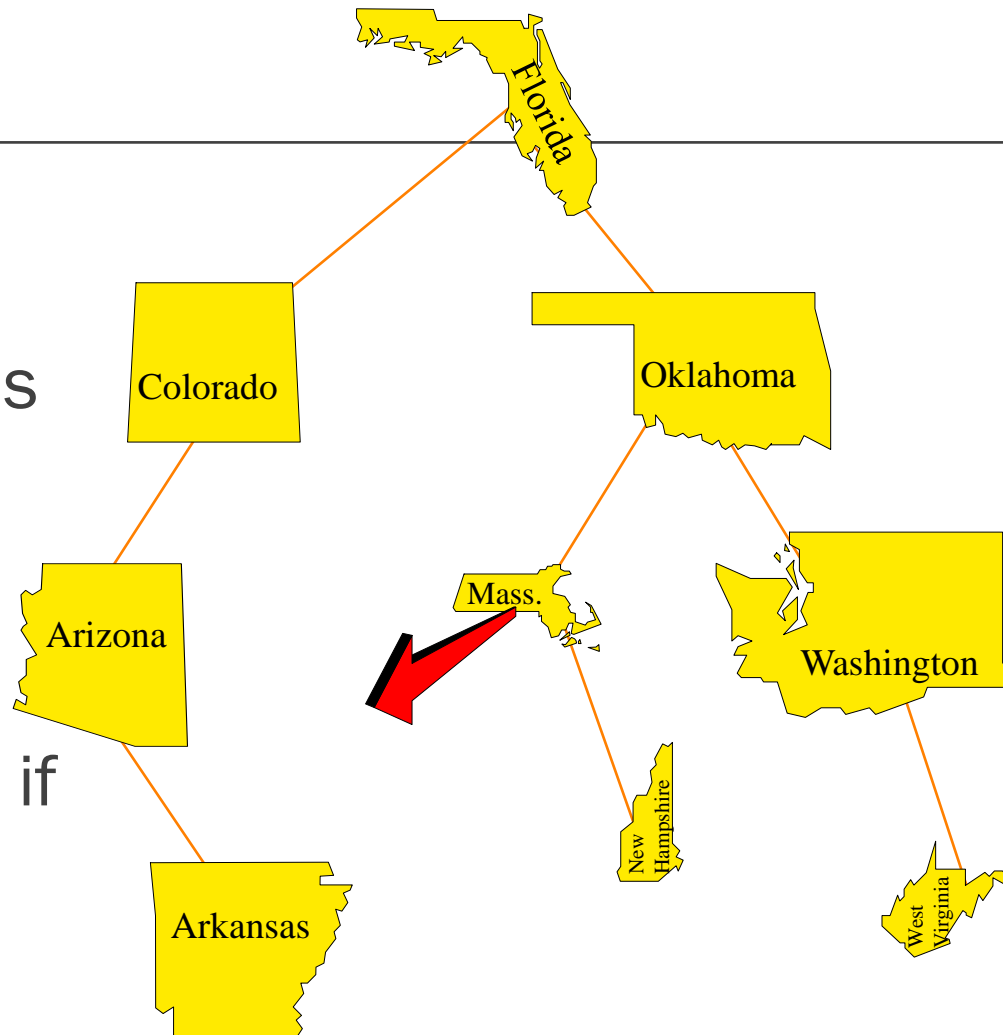 Florida
s
Colorado
Oklahoma
Mass.
Arizona
Washington
if
New
Hampshire
Arkansas
West
Virginia